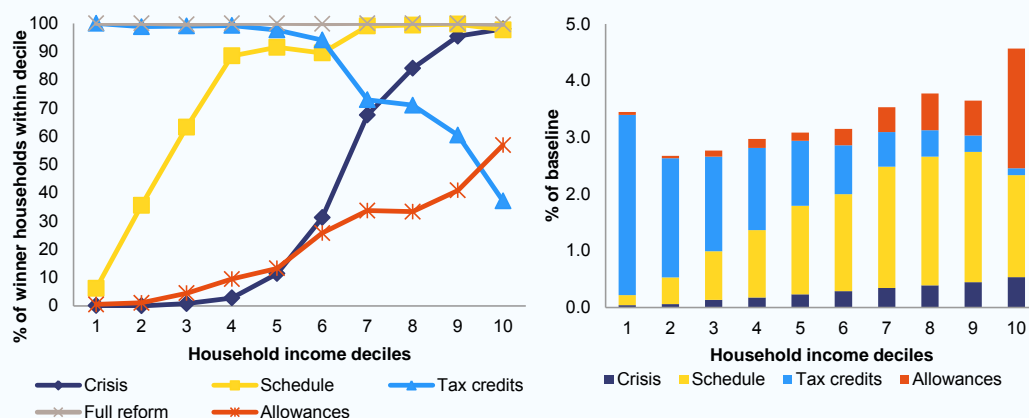 % of winner households within decile
100
90
80
70
60
50
40
30
20
10
0
1 2 3 4 5 6 7 8 9 10
Household income deciles
Crisis Schedule Tax credits
Full reform Allowances
% of baseline
5.0
4.0
3.0
2.0
1.0
0.0
1 2 3 4 5 6 7 8 9 10
Household income deciles
Crisis Schedule Tax credits Allowances